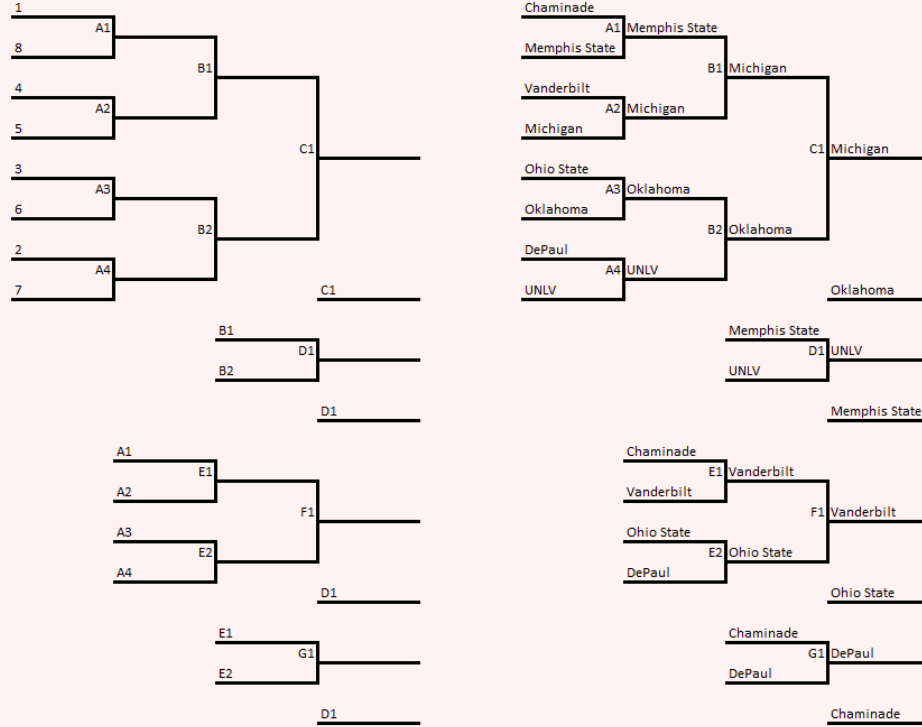 1
A1
8
B1
4
A2
5
C1
3
A3
6
B2
2
A4
7
C1
B1
D1
B2
D1
A1
E1
A2
F1
A3
E2
A4
D1
E1
G1
E2
D1
Chaminade
A1 Memphis State
Memphis State
B1 Michigan
Vanderbilt
A2 Michigan
Michigan
C1 Michigan
Ohio State
A3 Oklahoma
Oklahoma
B2 Oklahoma
DePaul
A4 UNLV
UNLV
Oklahoma
Memphis State
D1 UNLV
UNLV
Memphis State
Chaminade
E1 Vanderbilt
Vanderbilt
F1 Vanderbilt
Ohio State
E2 Ohio State
DePaul
Ohio State
Chaminade
G1 DePaul
DePaul
Chaminade